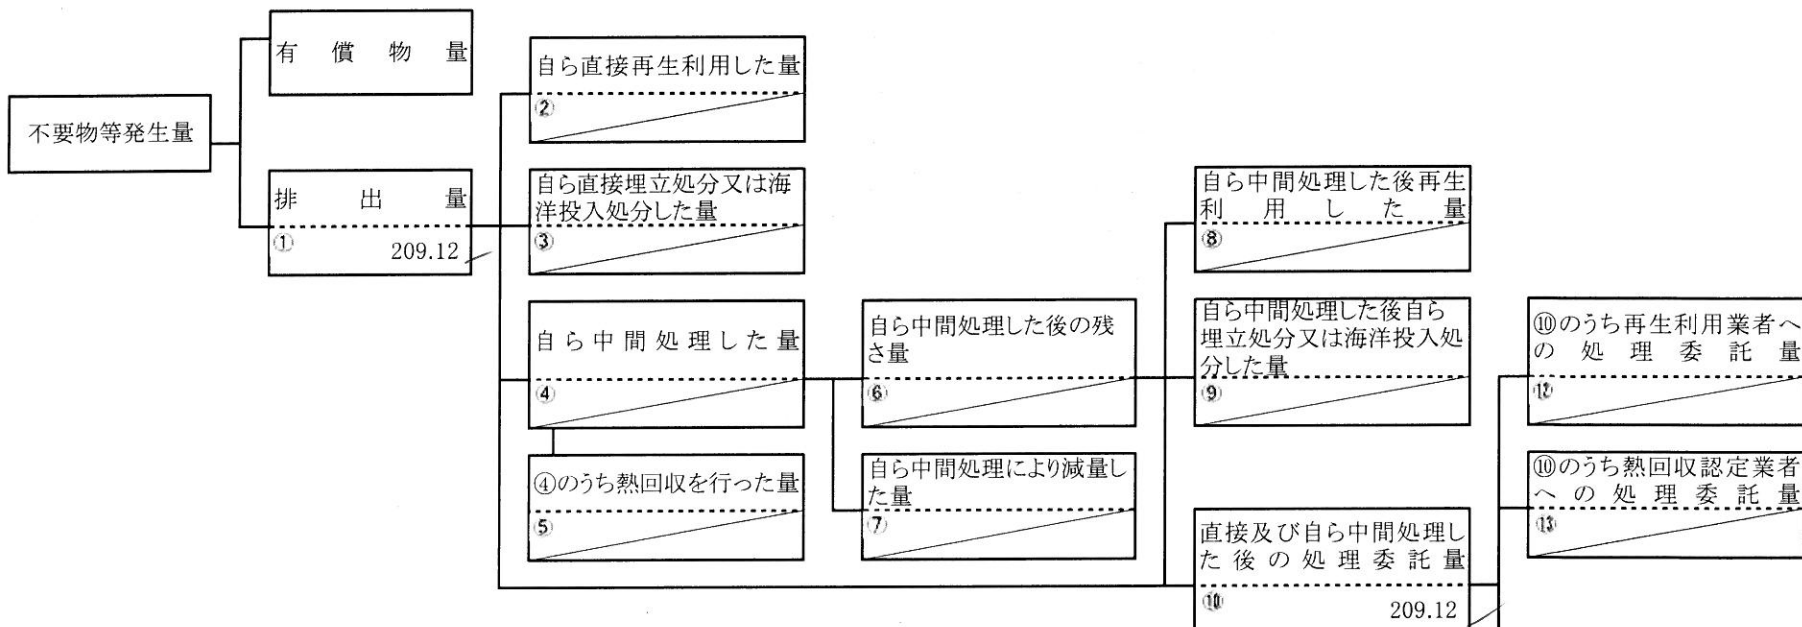 有償物量
不要物等発生量
排出量
①
209.12
自ら直接再生利用した量
②
自ら直接埋立処分又は海
洋投入処分した量
③
自ら中間処理した量
④
④のうち熱回収を行った量
⑤
自ら中間処理した後の残
さ量
⑥
自ら中間処理により減量し
た量
⑦
自ら中間処理した後再生
利用した量
⑧
自ら中間処理した後自ら
埋立処分又は海洋投入処
分した量
⑨
直接及び自ら中間処理し
た後の処理委託量
⑩
209.12
⑩のうち再生利用業者へ
の処理委託量
⑫
⑩のうち熱回収認定業者
への処理委託量
⑬